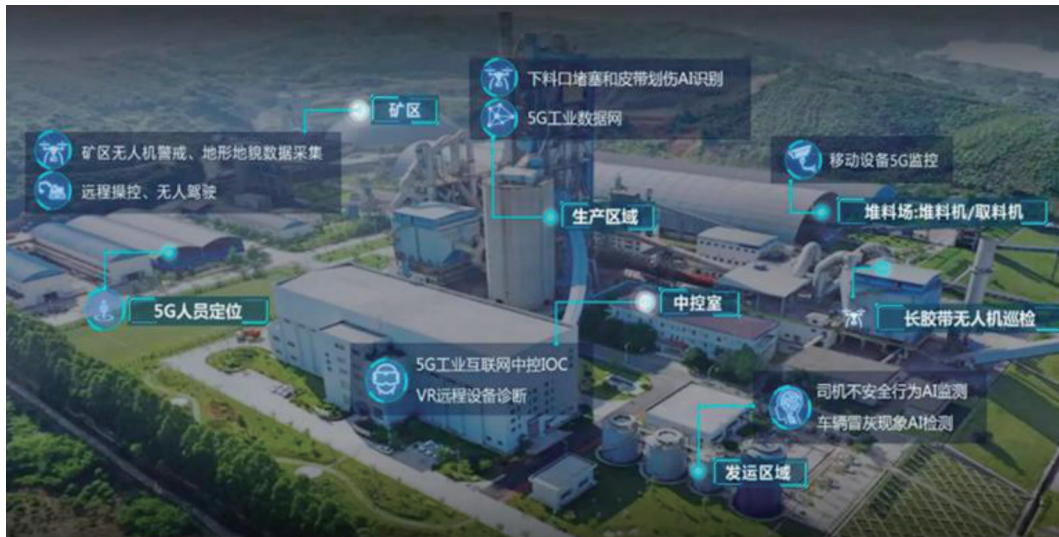 下料口堵塞和皮带划伤AI识别
5G工业数据网
矿区
矿区无人机警戒、地形地貌数据采集
远程操控、无人驾驶
移动设备5G监控
生产区域
堆料场:堆料机/取料机
5G人员定位
中控室
长胶带无人机巡检
5G工业互联网中控IOC
VR远程设备诊断
司机不安全行为AI监测
车辆冒灰现象AI检测
发运区域